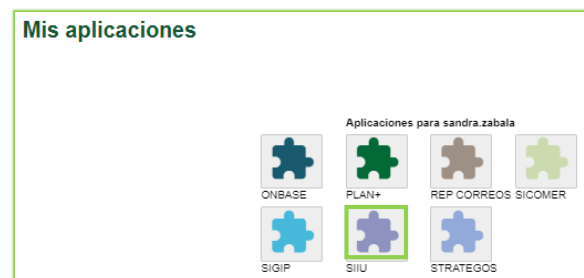 Mis aplicaciones
Aplicaciones para sandra.zabala
ONBASE PLAN+ REP CORREOS SICOMER
SIGIP SIIU STRATEGOS